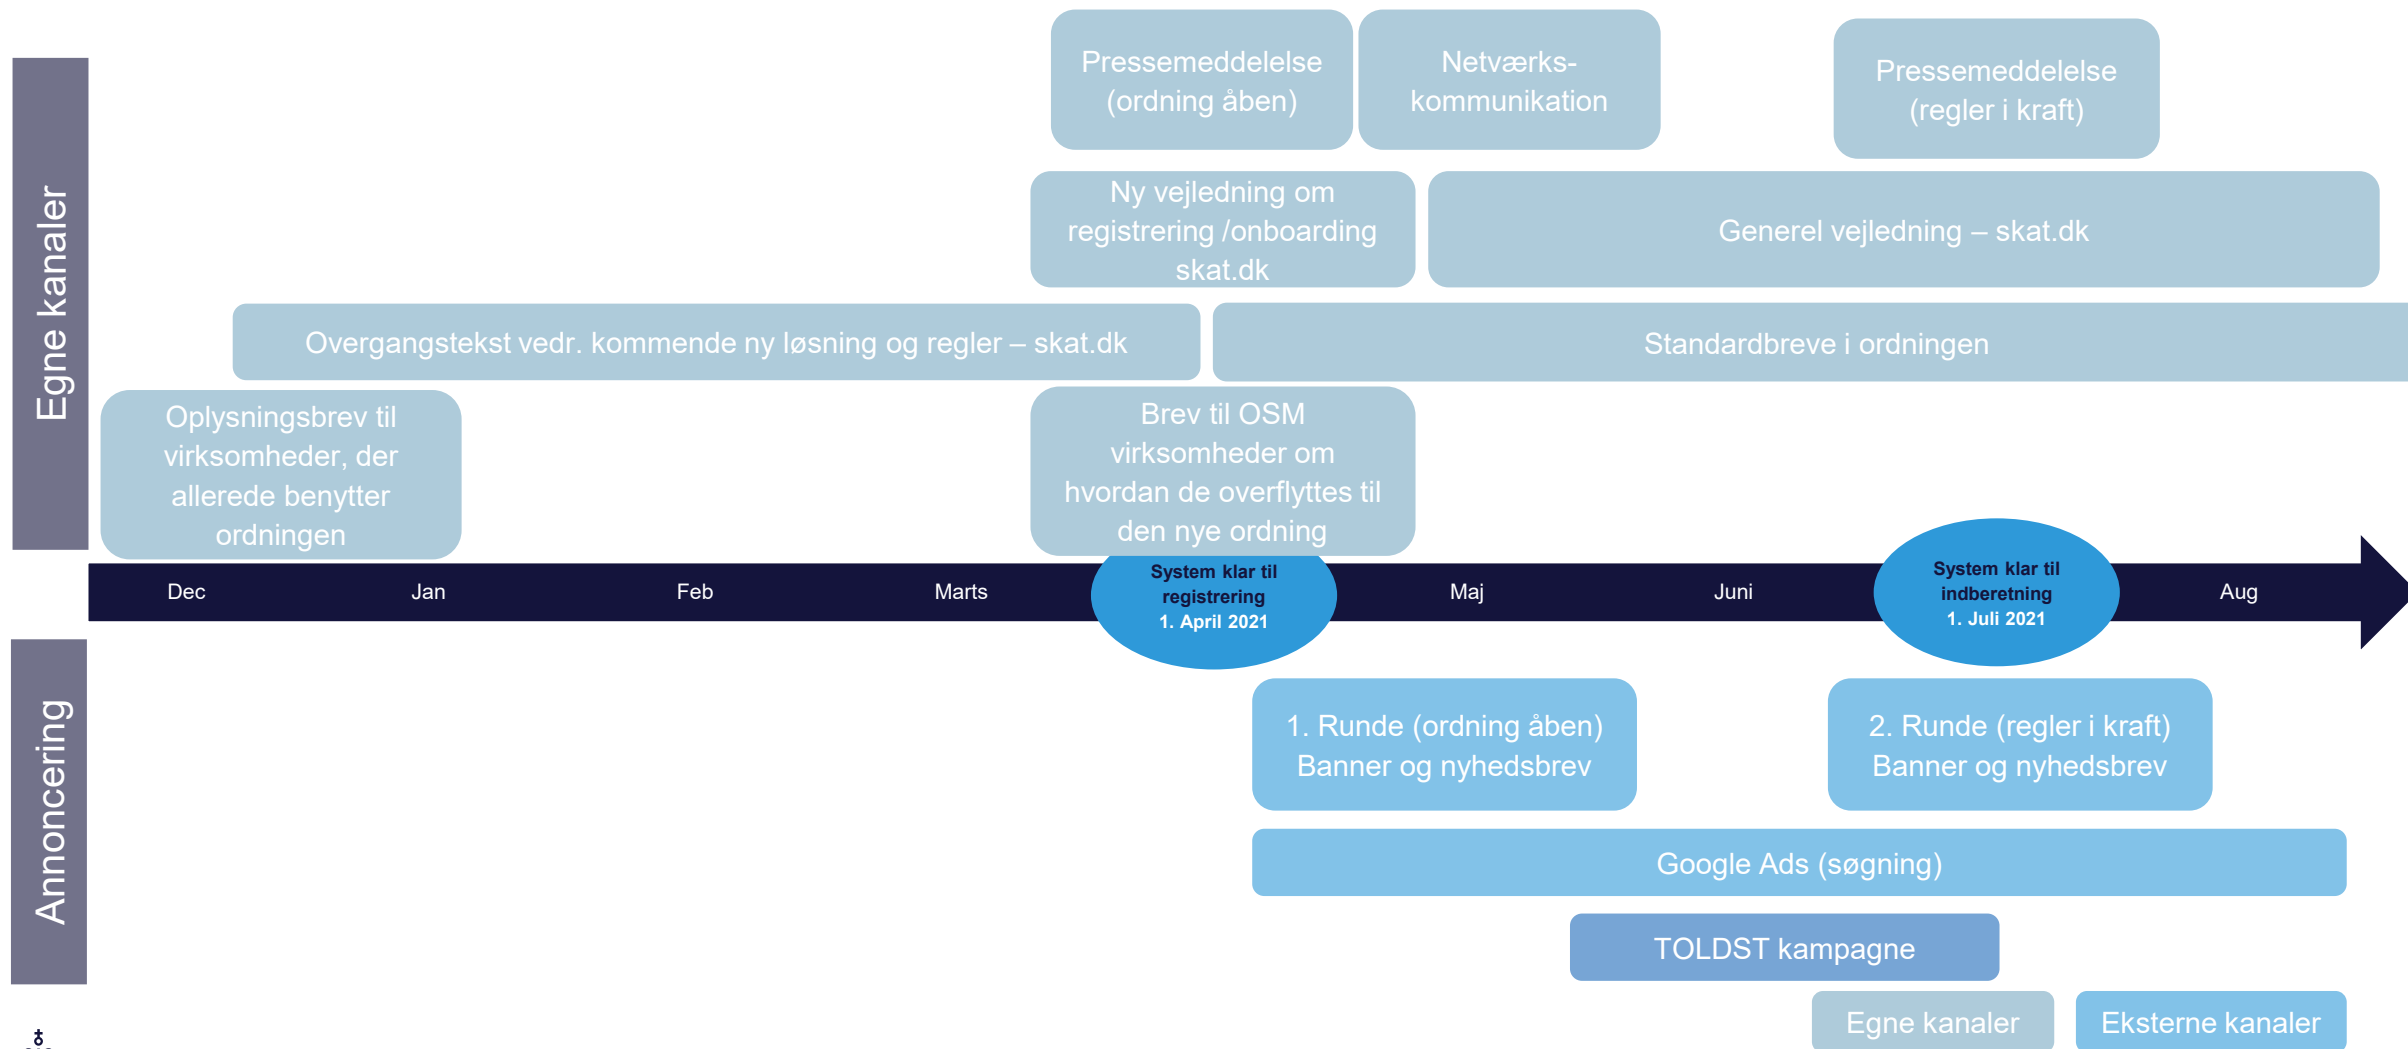 Egne kanaler
Pressemeddelelse
(ordning åben)
Netværks-
kommunikation
Pressemeddelelse
(regler i kraft)
Ny vejledning om
registrering /onboarding
skat.dk
Generel vejledning – skat.dk
Overgangstekst vedr. kommende ny løsning og regler – skat.dk
Standardbreve i ordningen
Oplysningsbrev til
virksomheder, der
allerede benytter
ordningen
Brev til OSM
virksomheder om
hvordan de overflyttes til
den nye ordning
Dec
Jan
Feb
Marts
System klar til
registrering
1. April 2021
Maj
Juni
System klar til
indberetning
1. Juli 2021
Aug
Annoncering
1. Runde (ordning åben)
Banner og nyhedsbrev
2. Runde (regler i kraft)
Banner og nyhedsbrev
Google Ads (søgning)
TOLDST kampagne
Egne kanaler
Eksterne kanaler